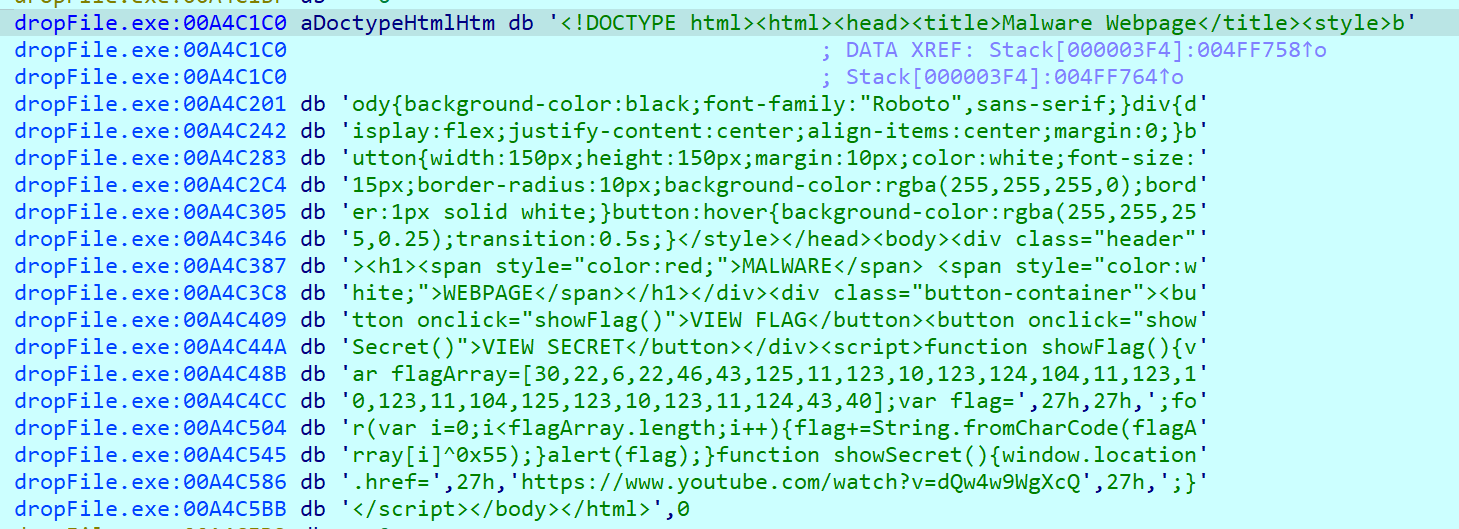 dropFile.exe:00A4C1C0 aDoctypeHtmlHtm db '<!DOCTYPE html><html><head><title>Malware Webpage</title><style>b'
dropFile.exe:00A4C1C0 ; DATA XREF: Stack[000003F4]:004FF758↑o
dropFile.exe:00A4C1C0 ; Stack[000003F4]:004FF764↑o
dropFile.exe:00A4C201 db 'ody{background-color:black;font-family:"Roboto",sans-serif;}div{d'
dropFile.exe:00A4C242 db 'isplay:flex;justify-content:center;align-items:center;margin:0;}b'
dropFile.exe:00A4C283 db 'utton{width:150px;height:150px;margin:10px;color:white;font-size:'
dropFile.exe:00A4C2C4 db '15px;border-radius:10px;background-color:rgba(255,255,255,0);bord'
dropFile.exe:00A4C305 db 'er:1px solid white;}button:hover{background-color:rgba(255,255,25'
dropFile.exe:00A4C346 db '5,0.25);transition:0.5s;}</style></head><body><div class="header"'
dropFile.exe:00A4C387 db '><h1><span style="color:red;">MALWARE</span> <span style="color:w'
dropFile.exe:00A4C3C8 db 'hite;">WEBPAGE</span></h1></div><div class="button-container"><bu'
dropFile.exe:00A4C409 db 'tton onclick="showFlag()">VIEW FLAG</button><button onclick="show'
dropFile.exe:00A4C44A db 'Secret()">VIEW SECRET</button></div><script>function showFlag(){v'
dropFile.exe:00A4C48B db 'ar flagArray=[30,22,6,22,46,43,125,11,123,10,123,124,104,11,123,1'
dropFile.exe:00A4C4CC db '0,123,11,104,125,123,10,123,11,124,43,40];var flag=',27h,27h,';fo'
dropFile.exe:00A4C504 db 'r(var i=0;i<flagArray.length;i++){flag+=String.fromCharCode(flagA'
dropFile.exe:00A4C545 db 'rray[i]^0x55);}alert(flag);}function showSecret(){window.location'
dropFile.exe:00A4C586 db '.href=',27h,'https://www.youtube.com/watch?v=dQw4w9WgXcQ',27h,';}'
dropFile.exe:00A4C5BB db '</script></body></html>',0